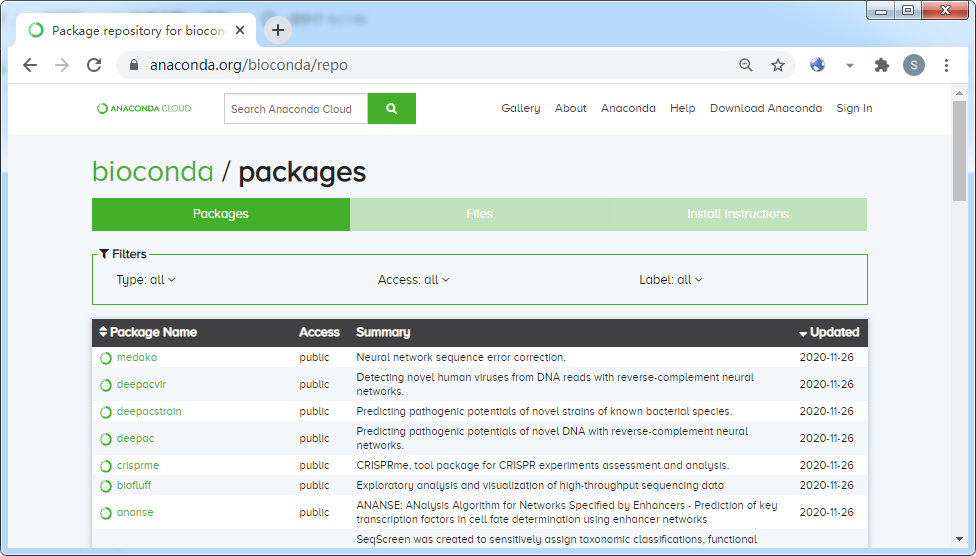 Package repository for biocon
anaconda.org/bioconda/repo
S
ANACONDA CLOUD
Search Anaconda Cloud
Gallery About Anaconda Help Download Anaconda Sign In
bioconda / packages
Packages Files Install Instructions
Filters
Type: all Access: all Label: all
Package Name Access Summary Updated
medaka public Neural network sequence error correction. 2020-11-26
deepacvir public Detecting novel human viruses from DNA reads with reverse-complement neural
networks. 2020-11-26
deepacstrain public Predicting pathogenic potentials of novel strains of known bacterial species. 2020-11-26
deepac public Predicting pathogenic potentials of novel DNA with reverse-complement neural
networks. 2020-11-26
crisprme public CRISPRme, tool package for CRISPR experiments assessment and analysis. 2020-11-26
biofluff public Exploratory analysis and visualization of high-throughput sequencing data 2020-11-26
ananse public ANANSE: ANalysis Algorithm for Networks Specified by Enhancers - Prediction of key
transcription factors in cell fate determination using enhancer networks 2020-11-26
SeqScreen was created to sensitively assign taxonomic classifications, functional